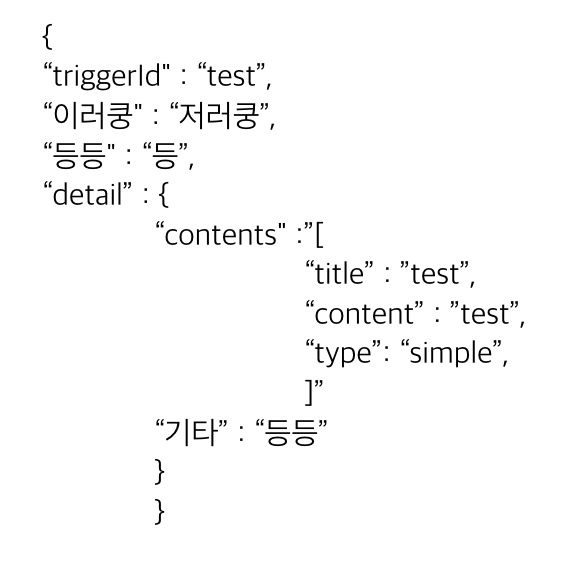 {
“triggerId" : “test”,
“이러쿵" : “저러쿵”,
“등등" : “등”,
“detail” : {
“contents" :”[
“title” : ”test”,
“content” : ”test”,
“type”: “simple”,
]”
“기타” : “등등”
}
}